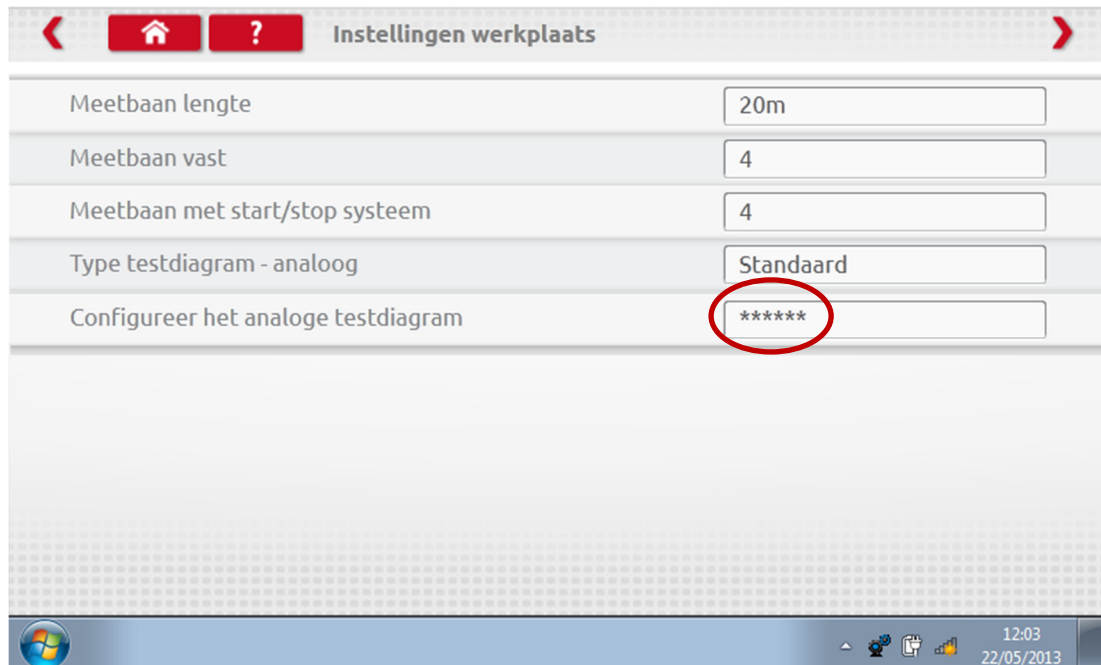 ? Instellingen werkplaats
Meetbaan lengte 20m
Meetbaan vast 4
Meetbaan met start/stop systeem 4
Type testdiagram - analoog Standaard
Configureer het analoge testdiagram ******
12:03
22/05/2013